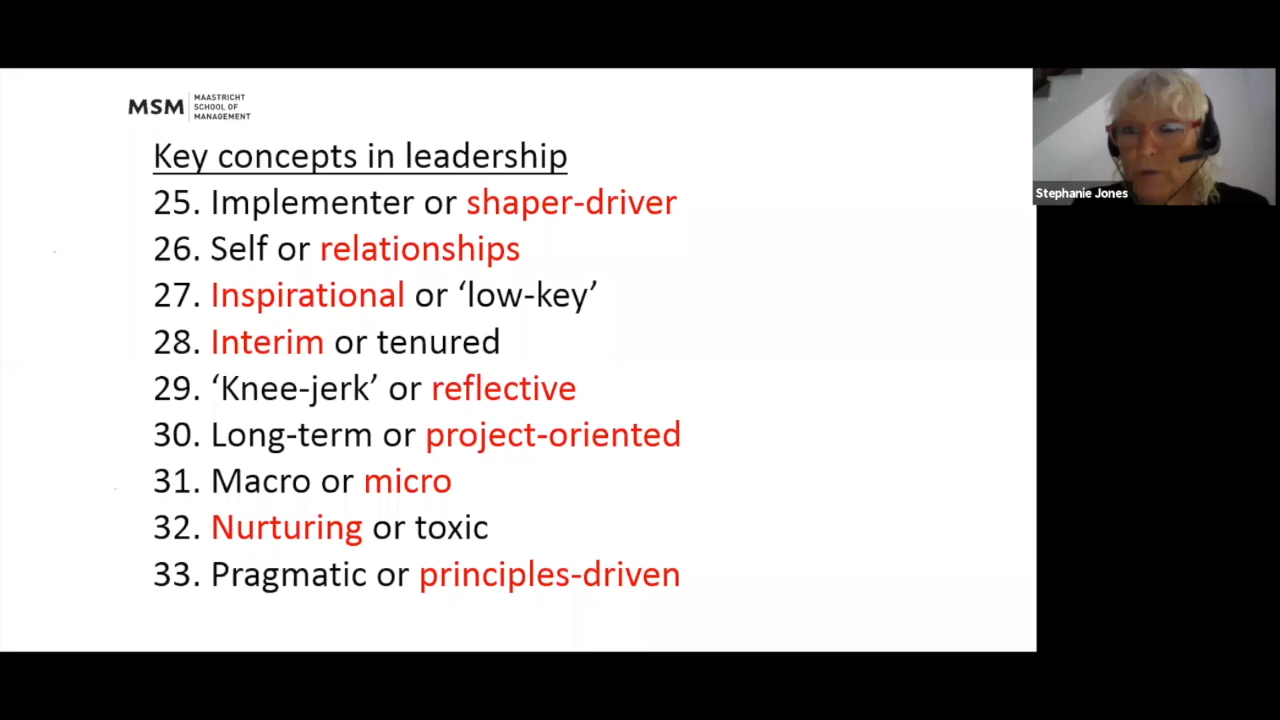 MSM
MAASTRICHT
SCHOOL OF
MANAGEMENT
Key concepts in leadership
25. Implementer or shaper-driver
26. Self or relationships
27. Inspirational or ‘low-key’
28. Interim or tenured
29. ‘Knee-jerk’ or reflective
30. Long-term or project-oriented
31. Macro or micro
32. Nurturing or toxic
33. Pragmatic or principles-driven
Stephanie Jones